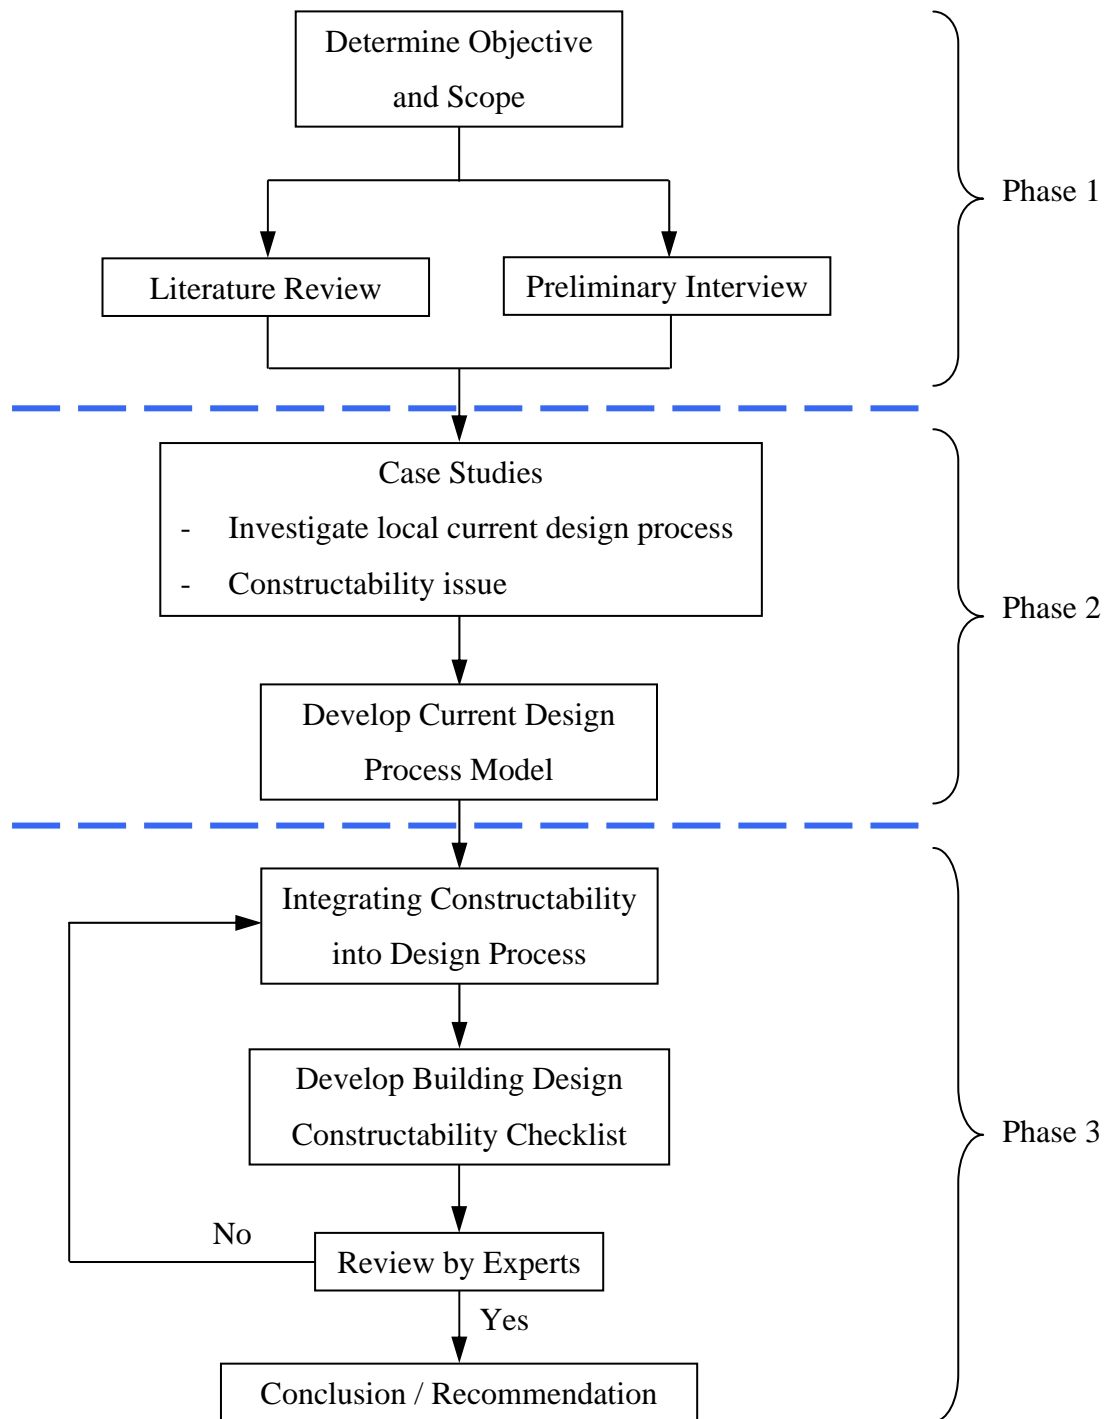 Determine Objective
and Scope
Phase 1
Literature Review
Preliminary Interview
Case Studies
- Investigate local current design process
- Constructability issue
Phase 2
Develop Current Design
Process Model
Integrating Constructability
into Design Process
Develop Building Design
Constructability Checklist
Phase 3
No
Review by Experts
Yes
Conclusion / Recommendation